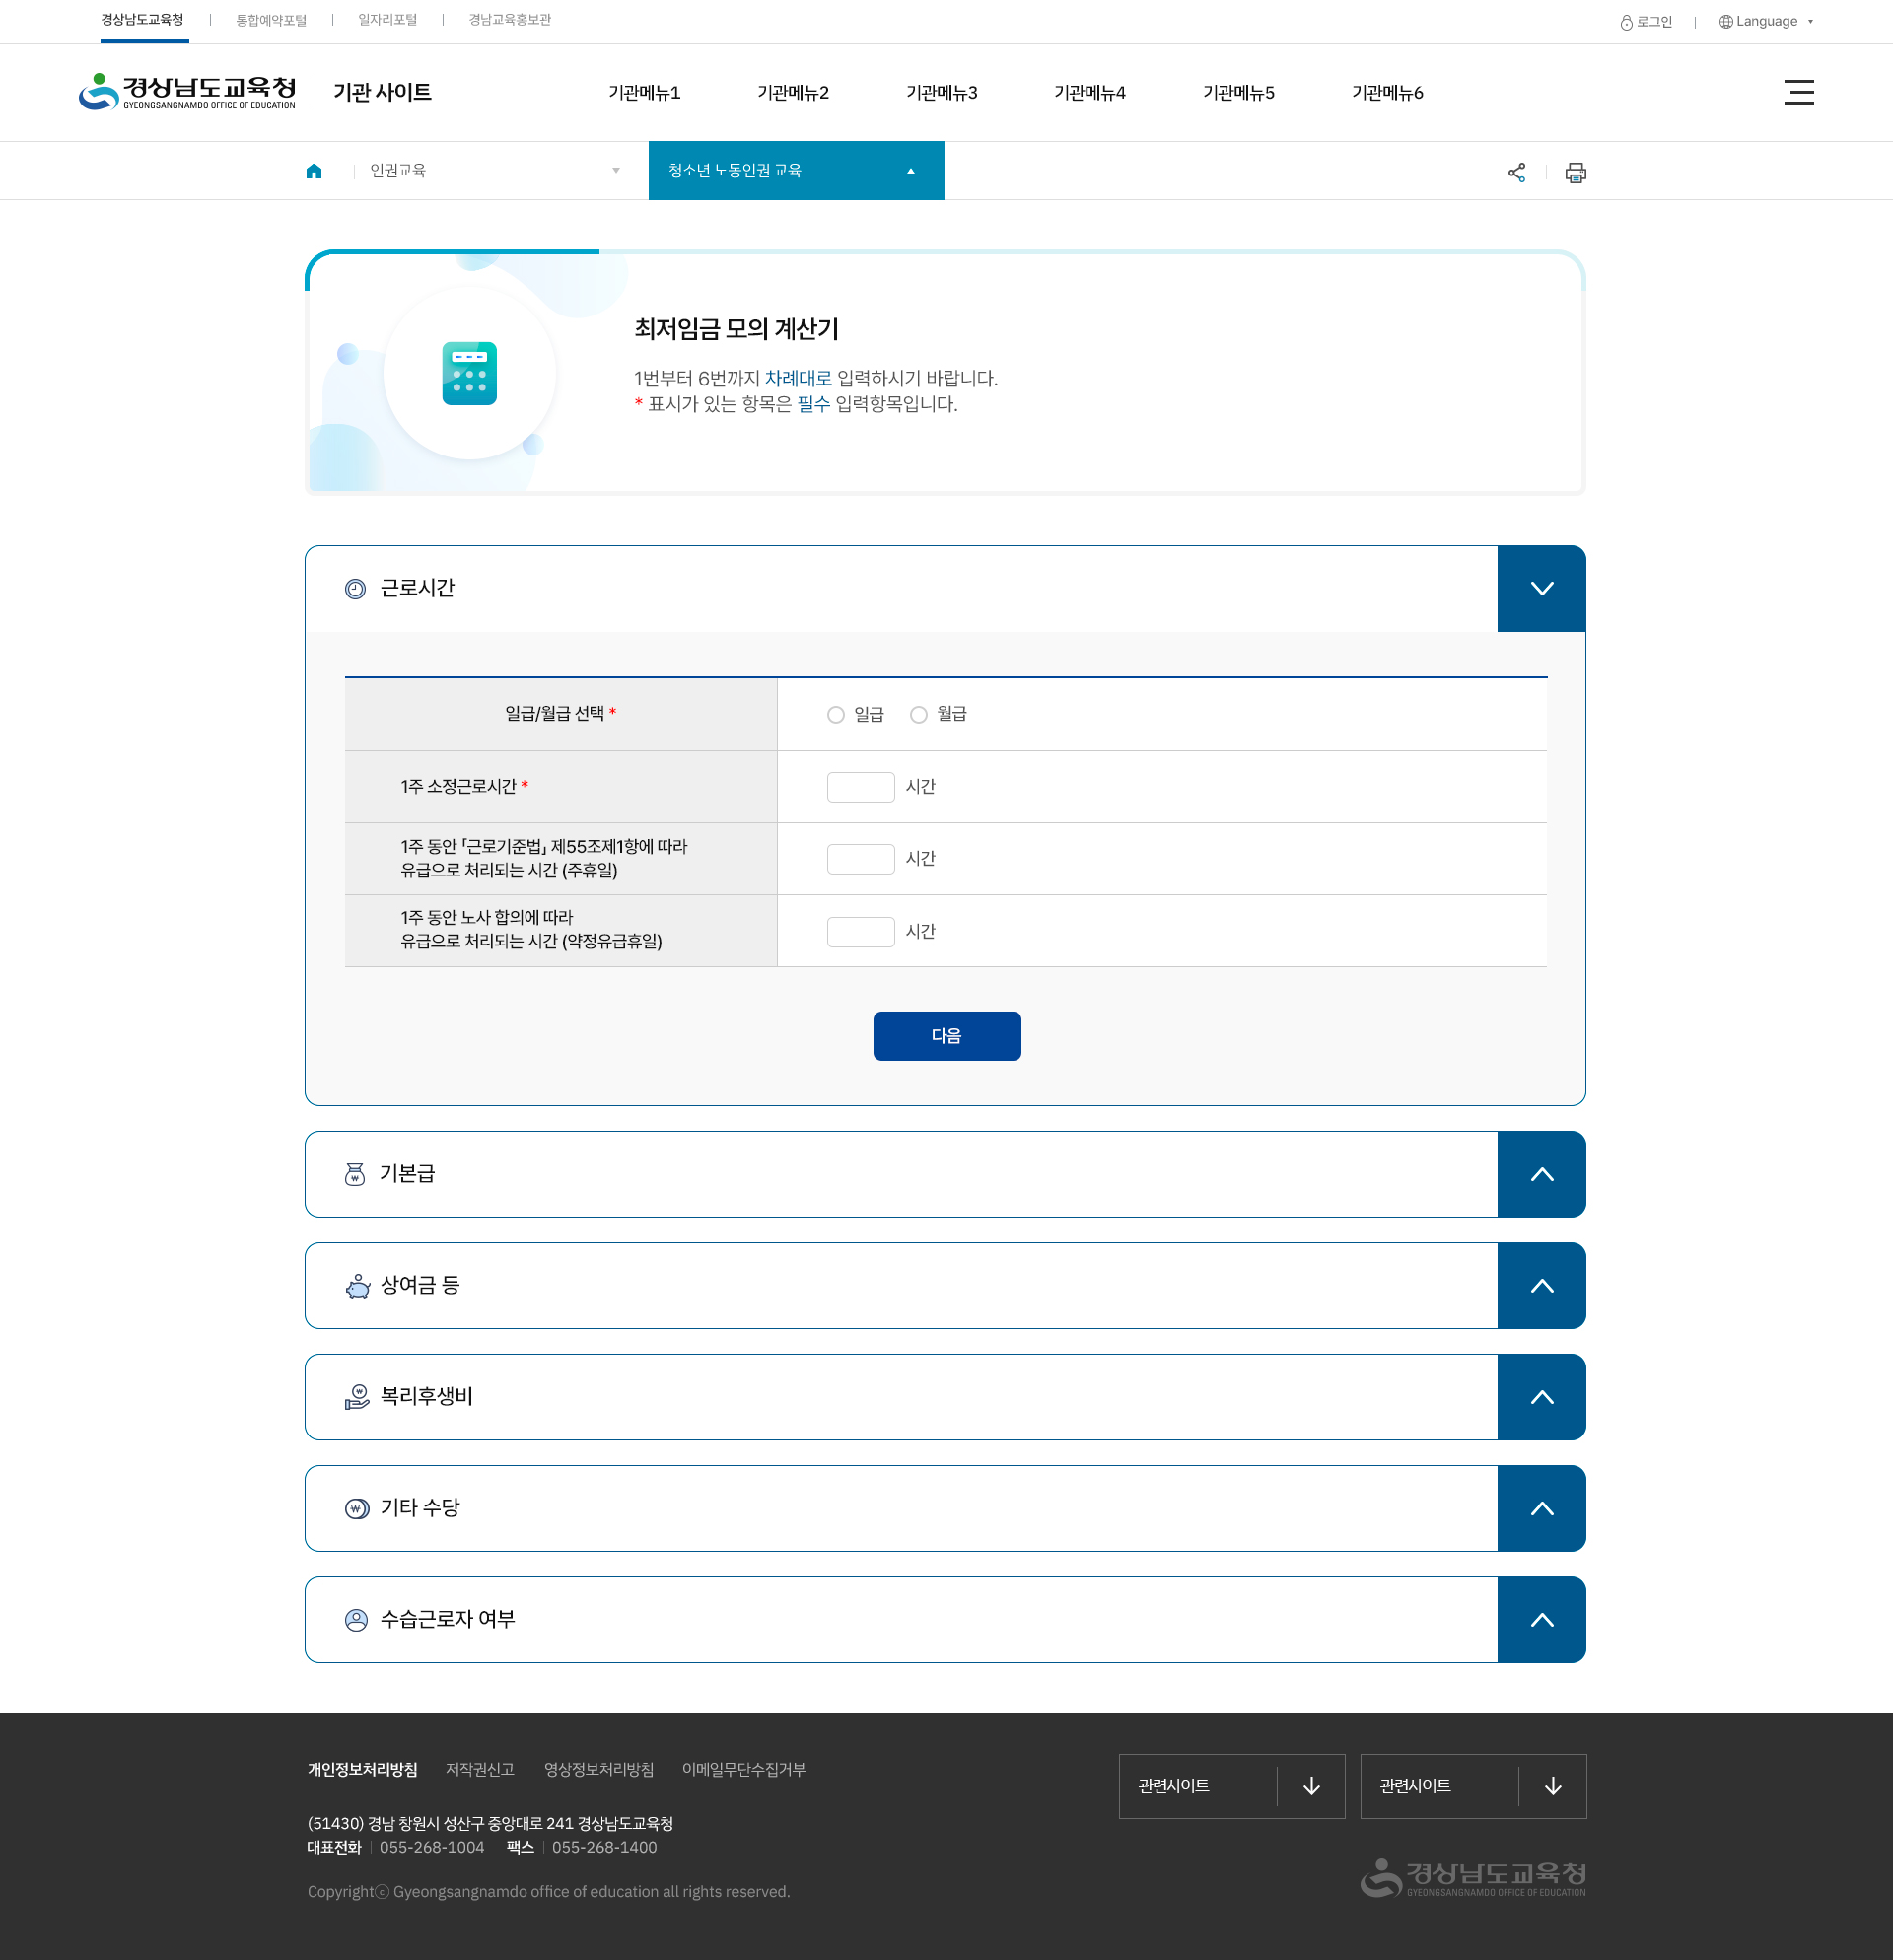 경상남도교육청
통합예약포털
일자리포털
경남교육홍보관
로그인
Language
경상남도교육청
GYEONGSANGNAMDO OFFICE OF EDUCATION
기관 사이트
기관메뉴1
기관메뉴2
기관메뉴3
기관메뉴4
기관메뉴5
기관메뉴6
인권교육
청소년 노동인권 교육
최저임금 모의 계산기
1번부터 6번까지 차례대로 입력하시기 바랍니다.
* 표시가 있는 항목은 필수 입력항목입니다.
근로시간
일급/월급 선택 *
일급
월급
1주 소정근로시간 *
시간
1주 동안 「근로기준법」 제55조제1항에 따라
유급으로 처리되는 시간 (주휴일)
시간
1주 동안 노사 합의에 따라
유급으로 처리되는 시간 (약정유급휴일)
시간
다음
기본급
상여금 등
복리후생비
기타 수당
수습근로자 여부
개인정보처리방침
저작권신고
영상정보처리방침
이메일무단수집거부
관련사이트
관련사이트
(51430) 경남 창원시 성산구 중앙대로 241 경상남도교육청
대표전화 055-268-1004 팩스 055-268-1400
Copyrightⓒ Gyeongsangnamdo office of education all rights reserved.
경상남도교육청
GYEONGSANGNAMDO OFFICE OF EDUCATION